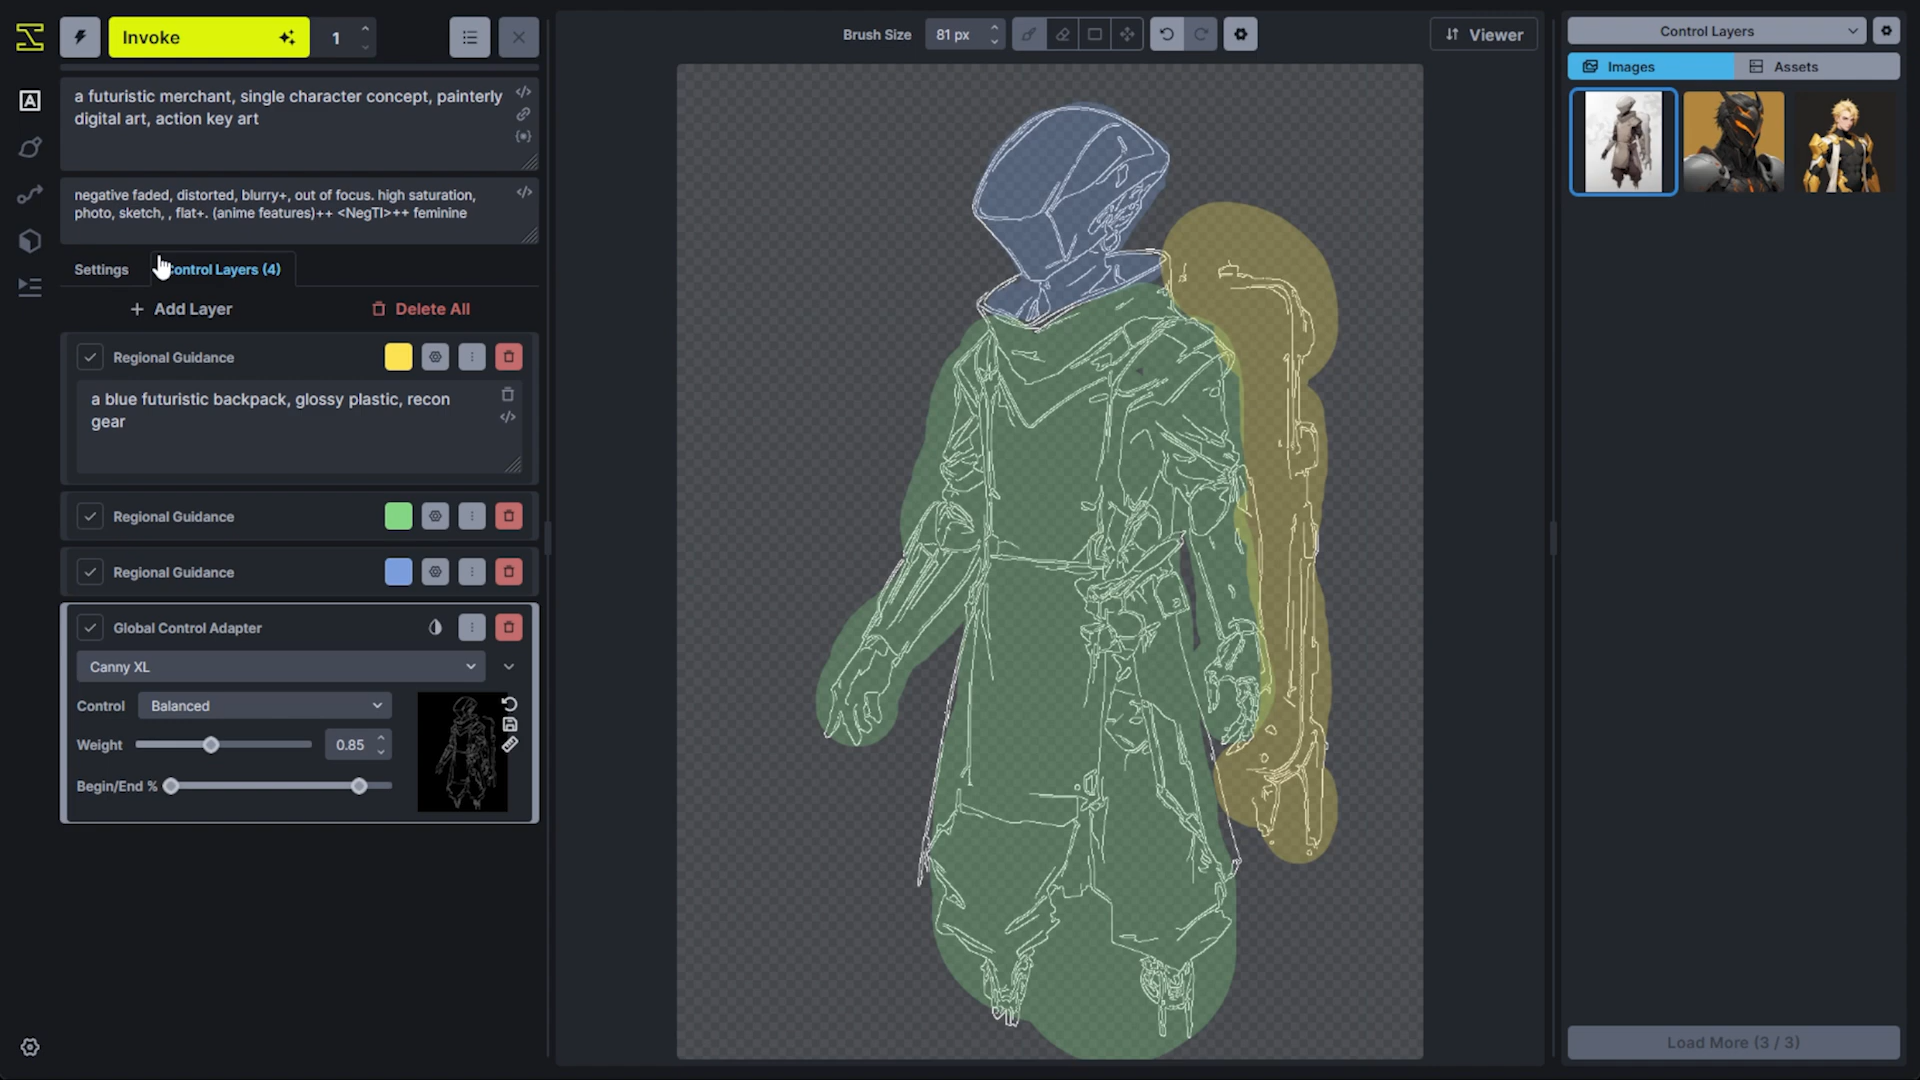 Invoke
1
Brush Size
81 px
Viewer
Control Layers
Images
Assets
a futuristic merchant, single character concept, painterly
digital art, action key art
negative faded, distorted, blurry+, out of focus. high saturation,
photo, sketch, , flat+. (anime features)++ <NegTI>++ feminine
Settings
ontrol Layers (4)
+ Add Layer
Delete All
Regional Guidance
a blue futuristic backpack, glossy plastic, recon
gear
Regional Guidance
Regional Guidance
Global Control Adapter
Canny XL
Control
Balanced
Weight
0.85
Begin/End %
Load More (3 / 3)